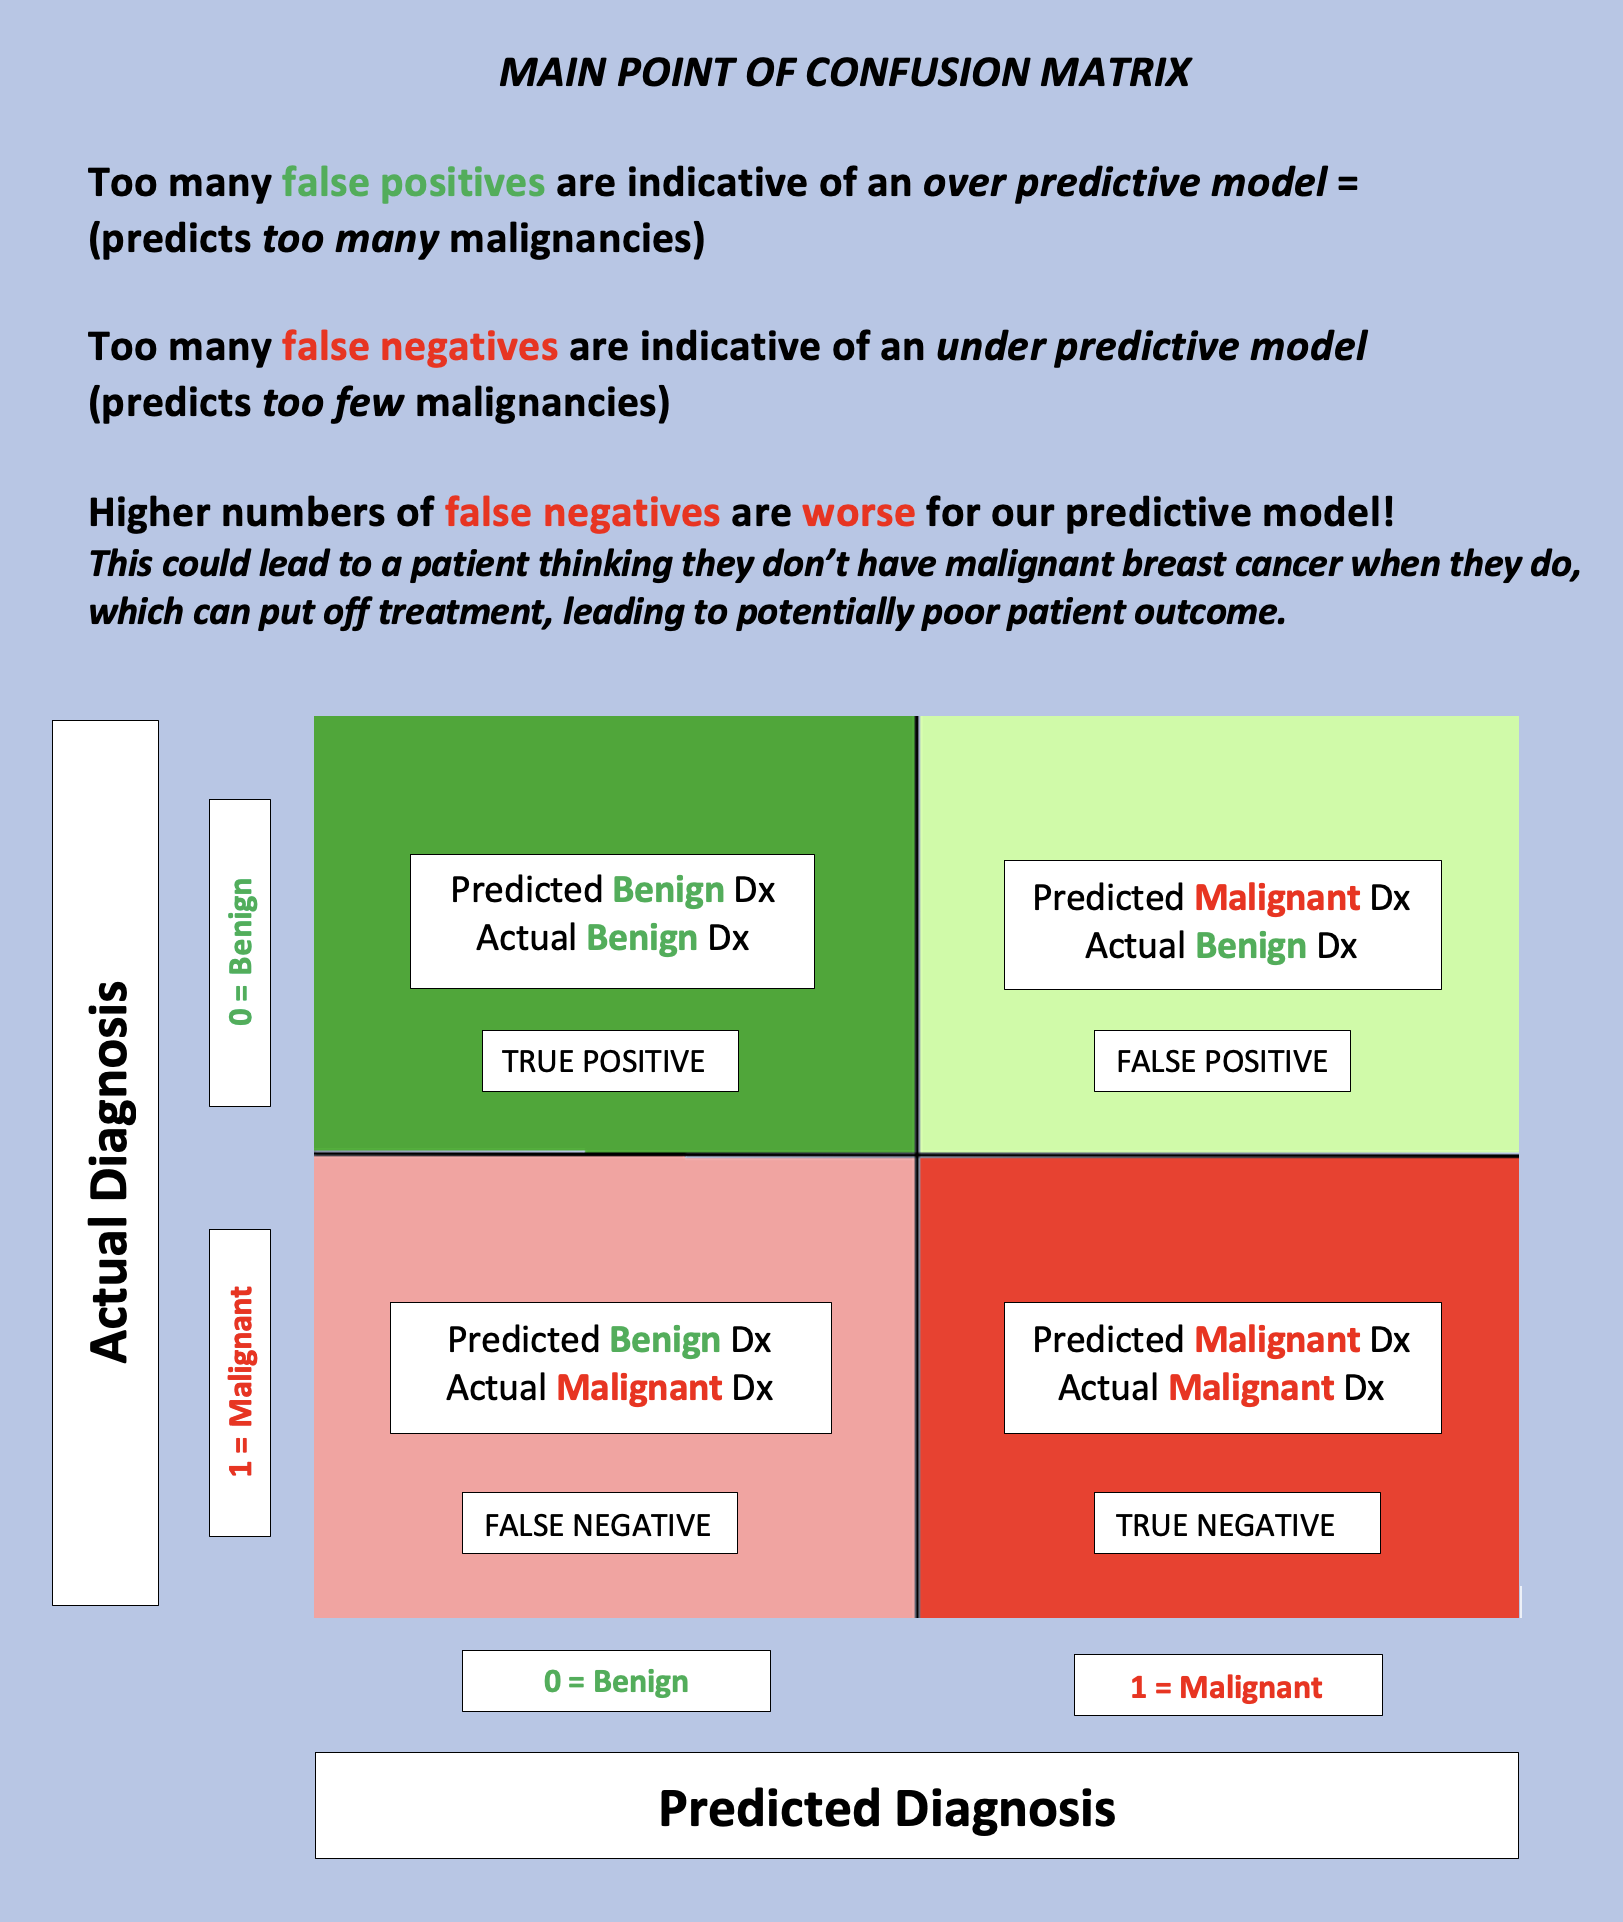 MAIN POINT OF CONFUSION MATRIX
Too many false positives are indicative of an over predictive model =
(predicts too many malignancies)
Too many false negatives are indicative of an under predictive model
(predicts too few malignancies)
Higher numbers of false negatives are worse for our predictive model!
This could lead to a patient thinking they don’t have malignant breast cancer when they do,
which can put off treatment, leading to potentially poor patient outcome.
Actual Diagnosis
0 = Benign
Predicted Benign Dx
Actual Benign Dx
TRUE POSITIVE
Predicted Malignant Dx
Actual Benign Dx
FALSE POSITIVE
1 = Malignant
Predicted Benign Dx
Actual Malignant Dx
FALSE NEGATIVE
Predicted Malignant Dx
Actual Malignant Dx
TRUE NEGATIVE
0 = Benign
1 = Malignant
Predicted Diagnosis